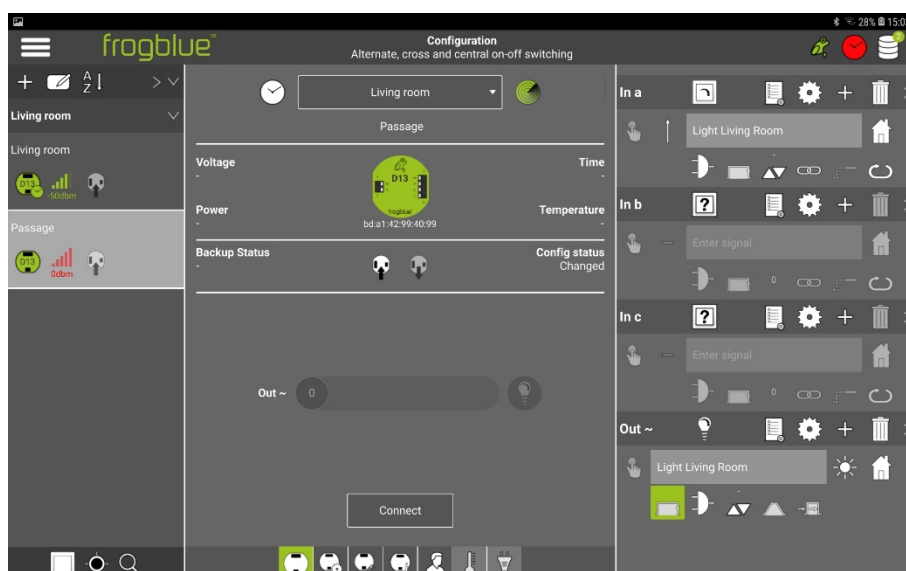 28% 15:0
frogblue™
Configuration
Alternate, cross and central on-off switching
?
A
Z
Living room
Living room
D13
-50dbm
Passage
D13
0dbm
Living room
Passage
Voltage
-
Time
-
D13
frogblue
bd:a1:42:99:40:99
Power
-
Temperature
-
Backup Status
-
Config status
Changed
Out ~ 0
Connect
In a
Light Living Room
In b ?
Enter signal
0
In c ?
Enter signal
0
Out ~
Light Living Room